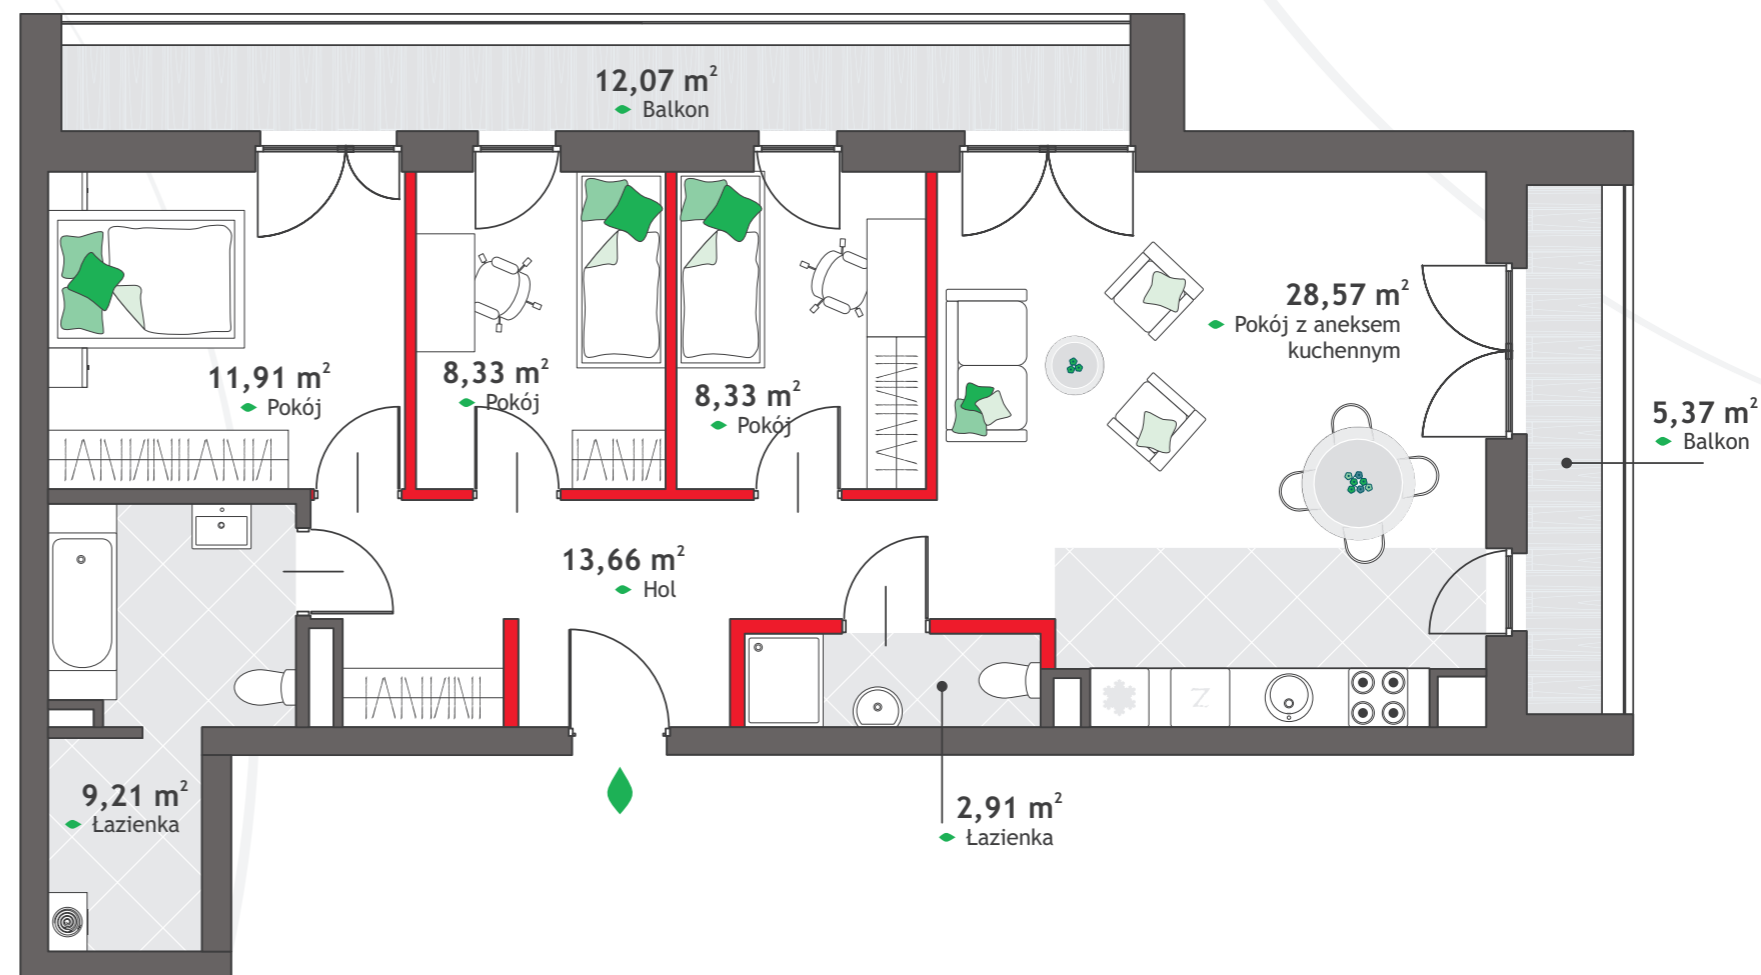 12,07 m²
Balkon
28,57 m²
Pokój z aneksem
kuchennym
11,91 m²
Pokój
8,33 m²
Pokój
8,33 m²
Pokój
5,37 m²
Balkon
13,66 m²
Hol
Z
9,21 m²
Łazienka
2,91 m²
Łazienka